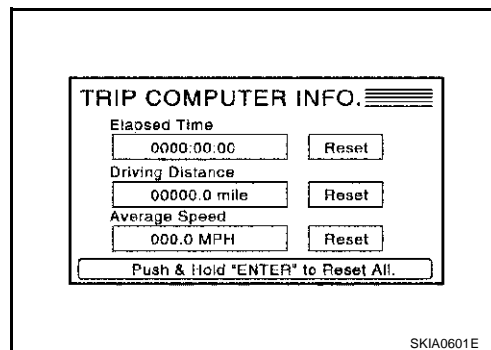 TRIP COMPUTER INFO.
Elapsed Time
0000:00:00 Reset
Driving Distance
00000.0 mile Reset
Average Speed
000.0 MPH Reset
Push & Hold "ENTER" to Reset All.
SKIA0601E